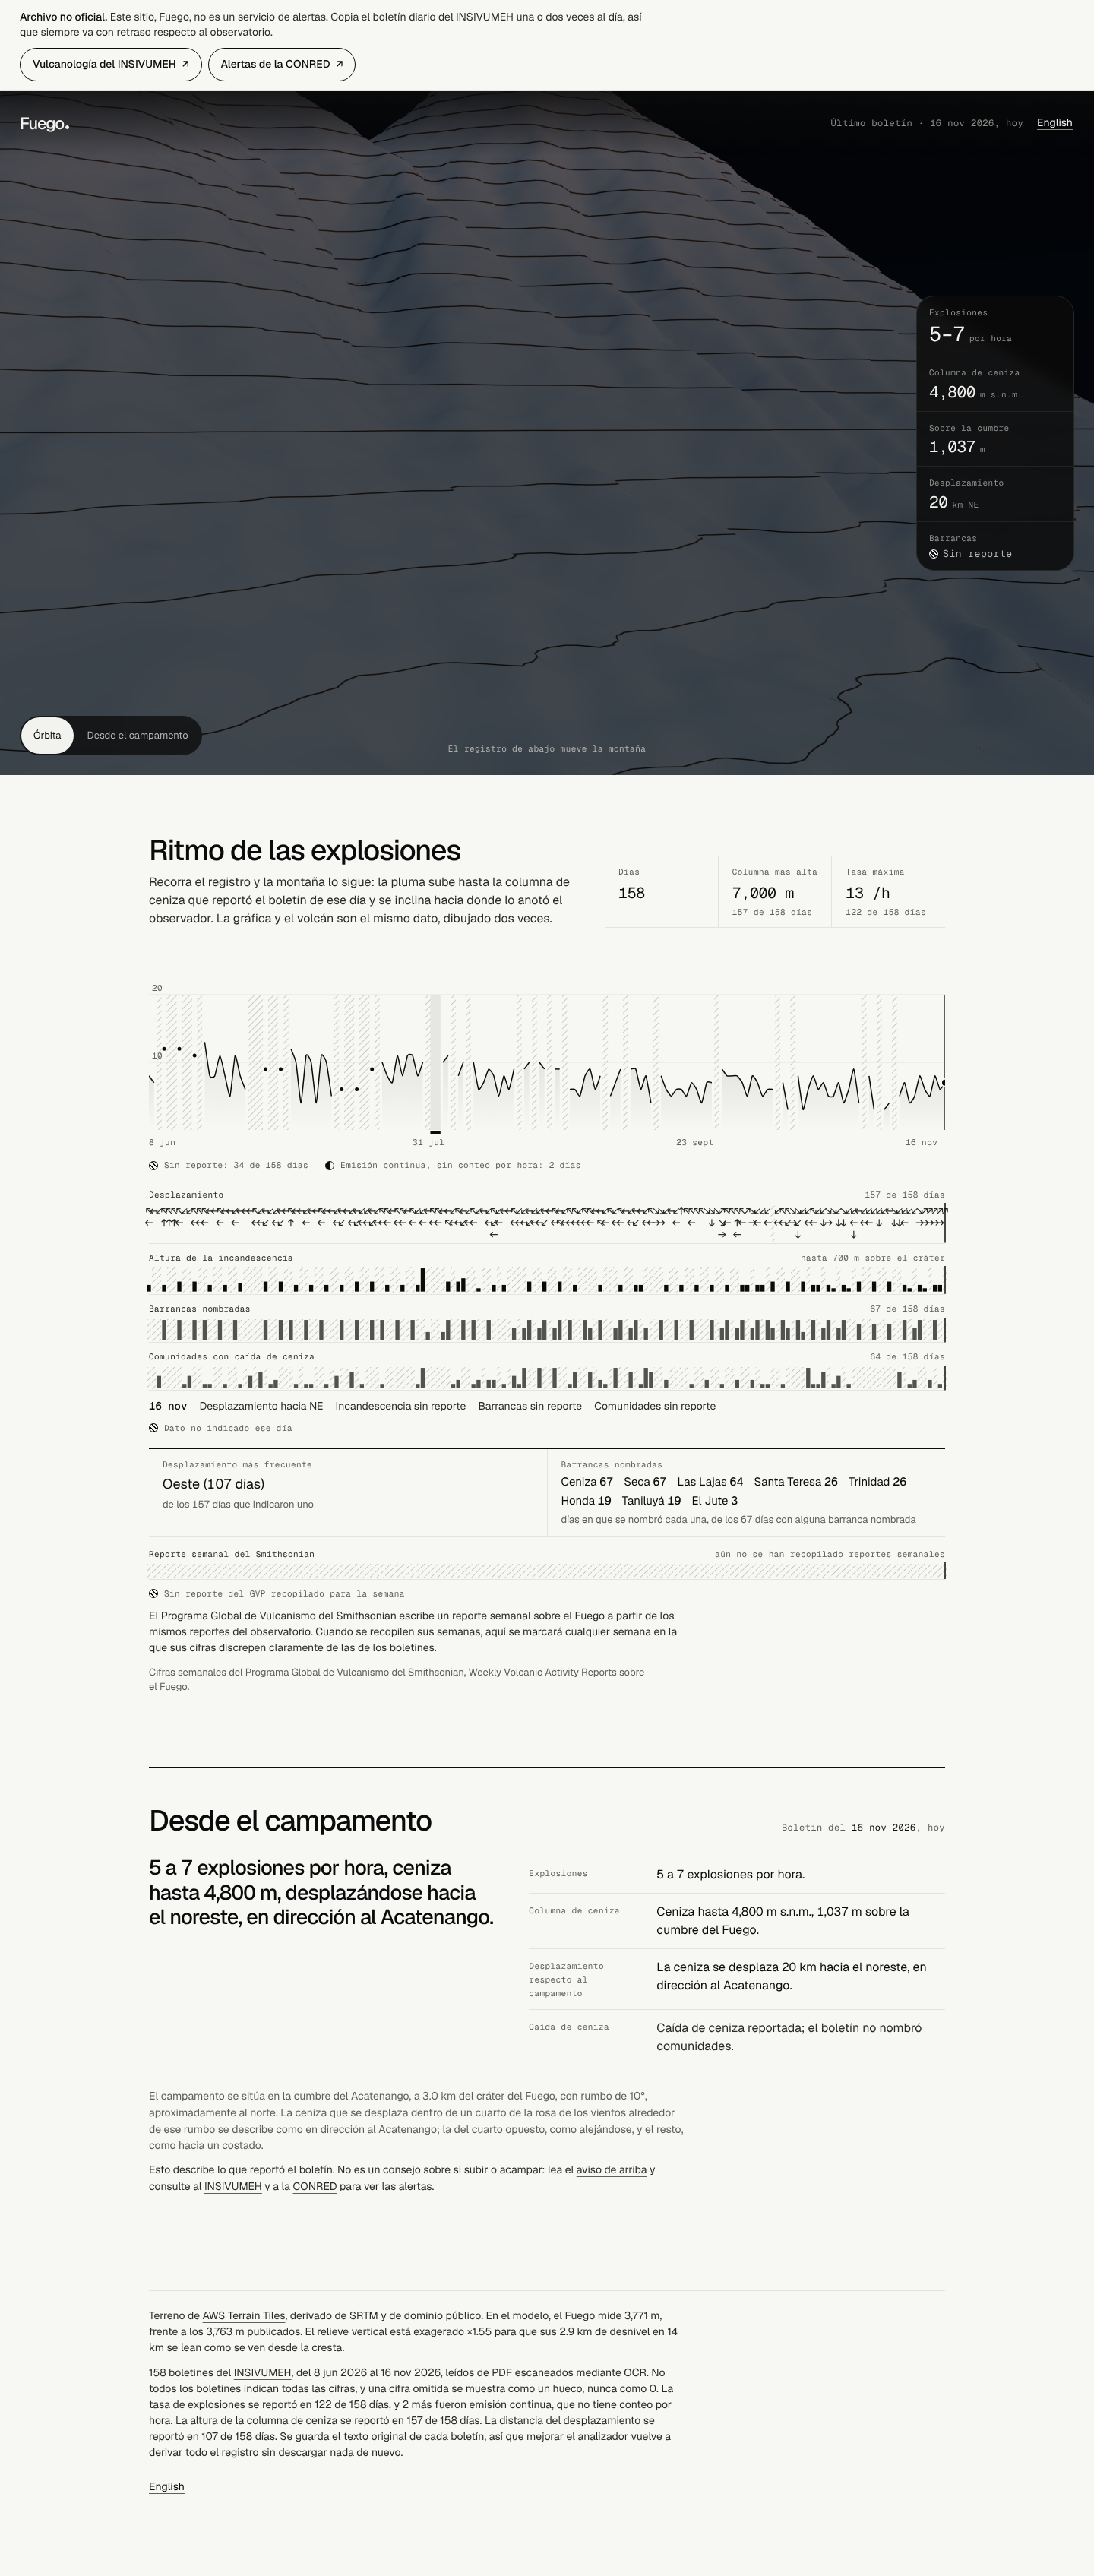 Archivo no oficial. Este sitio, Fuego, no es un servicio de alertas. Copia el boletín diario del INSIVUMEH una o dos veces al día, así
que siempre va con retraso respecto al observatorio.
Vulcanología del INSIVUMEH ↗ Alertas de la CONRED ↗
Fuego.
Último boletín · 16 nov 2026, hoy English
Explosiones
5–7 por hora
Columna de ceniza
4,800 m s.n.m.
Sobre la cumbre
1,037 m
Desplazamiento
20 km NE
Barrancas
Sin reporte
Órbita Desde el campamento
El registro de abajo mueve la montaña
Ritmo de las explosiones
Recorra el registro y la montaña lo sigue: la pluma sube hasta la columna de
ceniza que reportó el boletín de ese día y se inclina hacia donde lo anotó el
observador. La gráfica y el volcán son el mismo dato, dibujado dos veces.
Días
158
Columna más alta
7,000 m
157 de 158 días
Tasa máxima
13 /h
122 de 158 días
20
10
8 jun 31 jul 23 sept 16 nov
Sin reporte: 34 de 158 días Emisión continua, sin conteo por hora: 2 días
Desplazamiento 157 de 158 días
Altura de la incandescencia hasta 700 m sobre el cráter
Barrancas nombradas 67 de 158 días
Comunidades con caída de ceniza 64 de 158 días
16 nov Desplazamiento hacia NE Incandescencia sin reporte Barrancas sin reporte Comunidades sin reporte
Dato no indicado ese día
Desplazamiento más frecuente
Oeste (107 días)
de los 157 días que indicaron uno
Barrancas nombradas
Ceniza 67 Seca 67 Las Lajas 64 Santa Teresa 26 Trinidad 26
Honda 19 Taniluyá 19 El Jute 3
días en que se nombró cada una, de los 67 días con alguna barranca nombrada
Reporte semanal del Smithsonian aún no se han recopilado reportes semanales
Sin reporte del GVP recopilado para la semana
El Programa Global de Vulcanismo del Smithsonian escribe un reporte semanal sobre el Fuego a partir de los
mismos reportes del observatorio. Cuando se recopilen sus semanas, aquí se marcará cualquier semana en la
que sus cifras discrepen claramente de las de los boletines.
Cifras semanales del Programa Global de Vulcanismo del Smithsonian, Weekly Volcanic Activity Reports sobre
el Fuego.
Desde el campamento
Boletín del 16 nov 2026, hoy
5 a 7 explosiones por hora, ceniza
hasta 4,800 m, desplazándose hacia
el noreste, en dirección al Acatenango.
Explosiones 5 a 7 explosiones por hora.
Columna de ceniza Ceniza hasta 4,800 m s.n.m., 1,037 m sobre la
cumbre del Fuego.
Desplazamiento
respecto al
campamento
La ceniza se desplaza 20 km hacia el noreste, en
dirección al Acatenango.
Caída de ceniza Caída de ceniza reportada; el boletín no nombró
comunidades.
El campamento se sitúa en la cumbre del Acatenango, a 3.0 km del cráter del Fuego, con rumbo de 10°,
aproximadamente al norte. La ceniza que se desplaza dentro de un cuarto de la rosa de los vientos alrededor
de ese rumbo se describe como en dirección al Acatenango; la del cuarto opuesto, como alejándose, y el resto,
como hacia un costado.
Esto describe lo que reportó el boletín. No es un consejo sobre si subir o acampar: lea el aviso de arriba y
consulte al INSIVUMEH y a la CONRED para ver las alertas.
Terreno de AWS Terrain Tiles, derivado de SRTM y de dominio público. En el modelo, el Fuego mide 3,771 m,
frente a los 3,763 m publicados. El relieve vertical está exagerado ×1.55 para que sus 2.9 km de desnivel en 14
km se lean como se ven desde la cresta.
158 boletines del INSIVUMEH, del 8 jun 2026 al 16 nov 2026, leídos de PDF escaneados mediante OCR. No
todos los boletines indican todas las cifras, y una cifra omitida se muestra como un hueco, nunca como 0. La
tasa de explosiones se reportó en 122 de 158 días, y 2 más fueron emisión continua, que no tiene conteo por
hora. La altura de la columna de ceniza se reportó en 157 de 158 días. La distancia del desplazamiento se
reportó en 107 de 158 días. Se guarda el texto original de cada boletín, así que mejorar el analizador vuelve a
derivar todo el registro sin descargar nada de nuevo.
English